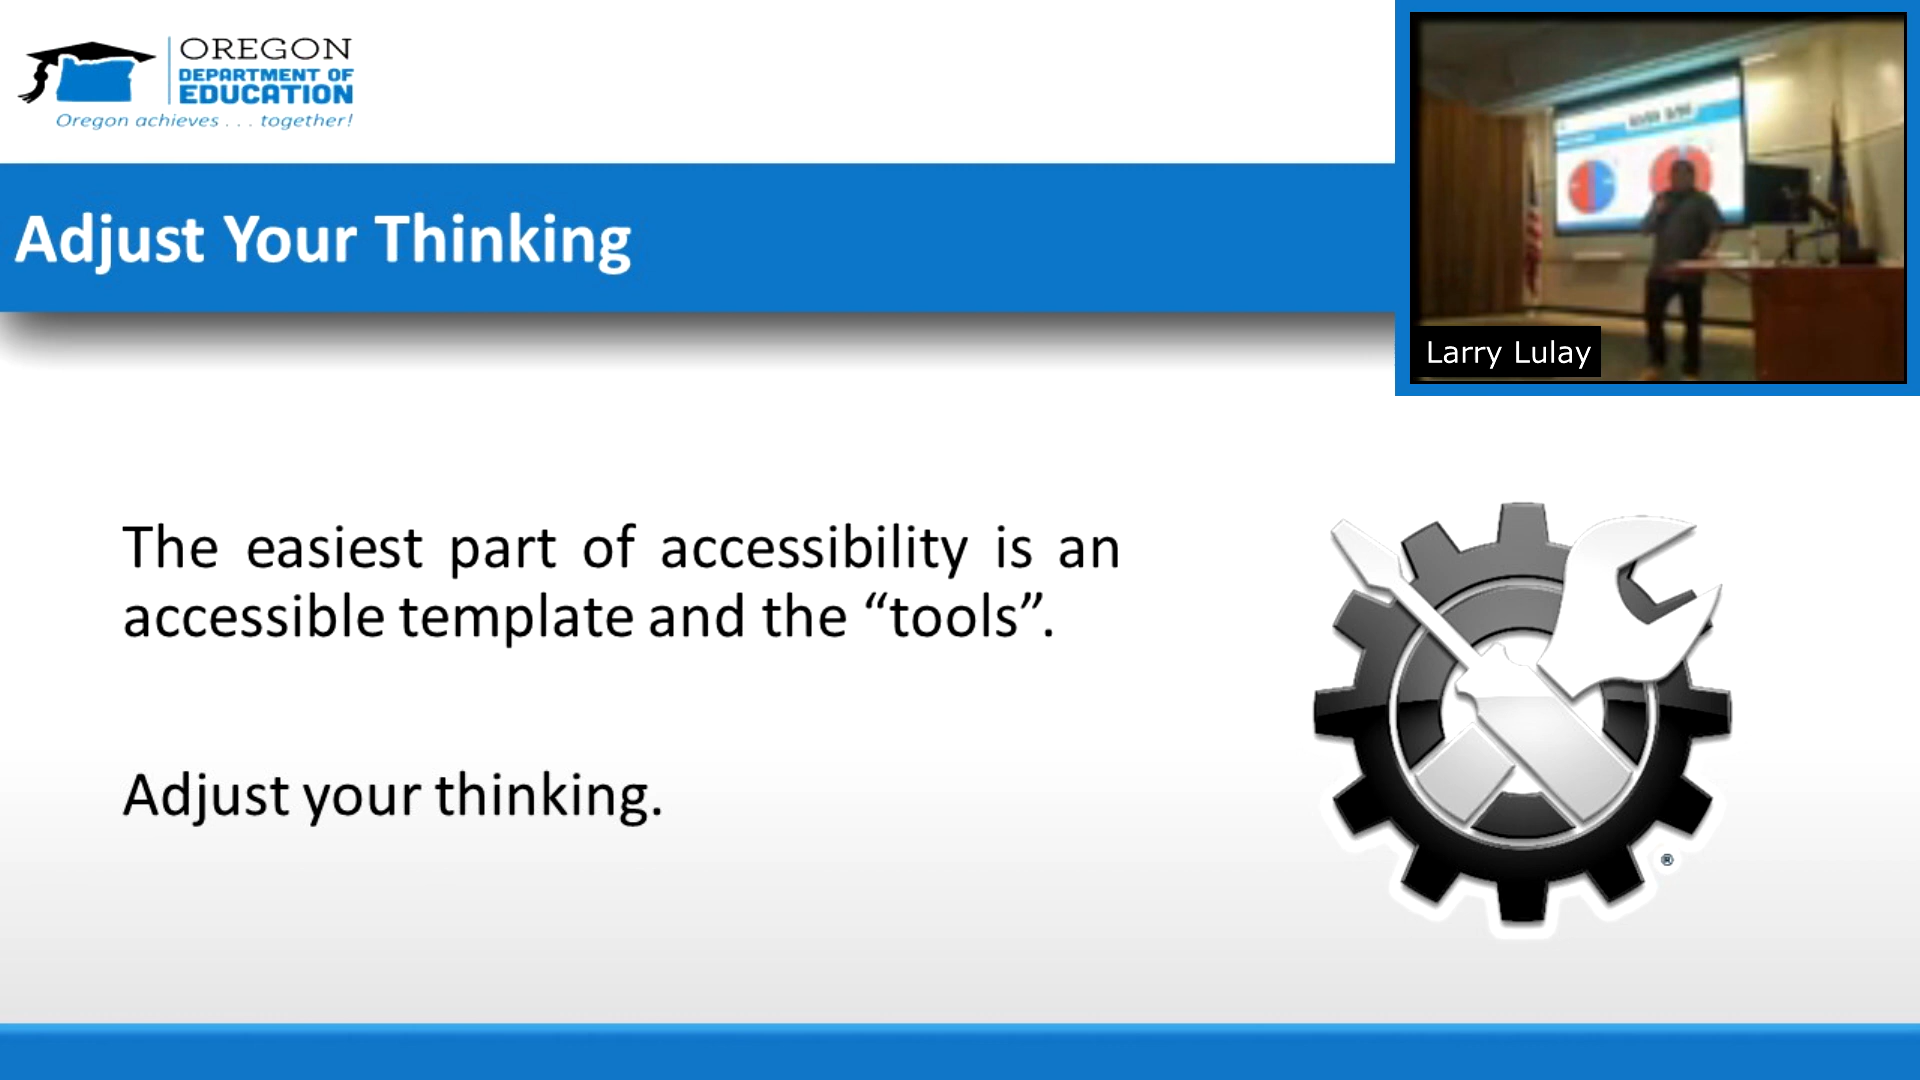 OREGON
DEPARTMENT OF
EDUCATION
Oregon achieves . . . together!
Adjust Your Thinking
Larry Lulay
The easiest part of accessibility is an
accessible template and the “tools”.
Adjust your thinking.
®